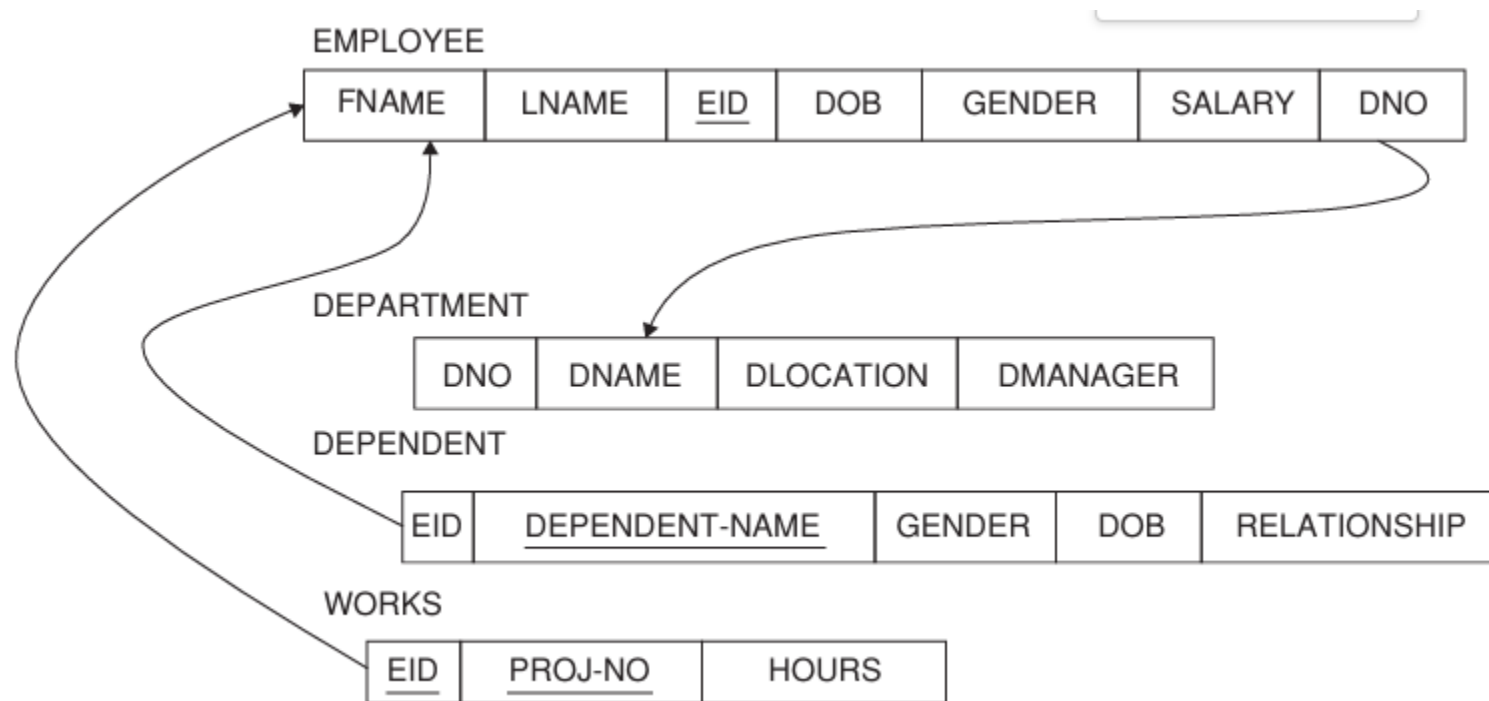 EMPLOYEE
FNAME LNAME EID DOB GENDER SALARY DNO
DEPARTMENT
DNO DNAME DLOCATION DMANAGER
DEPENDENT
EID DEPENDENT-NAME GENDER DOB RELATIONSHIP
WORKS
EID PROJ-NO HOURS